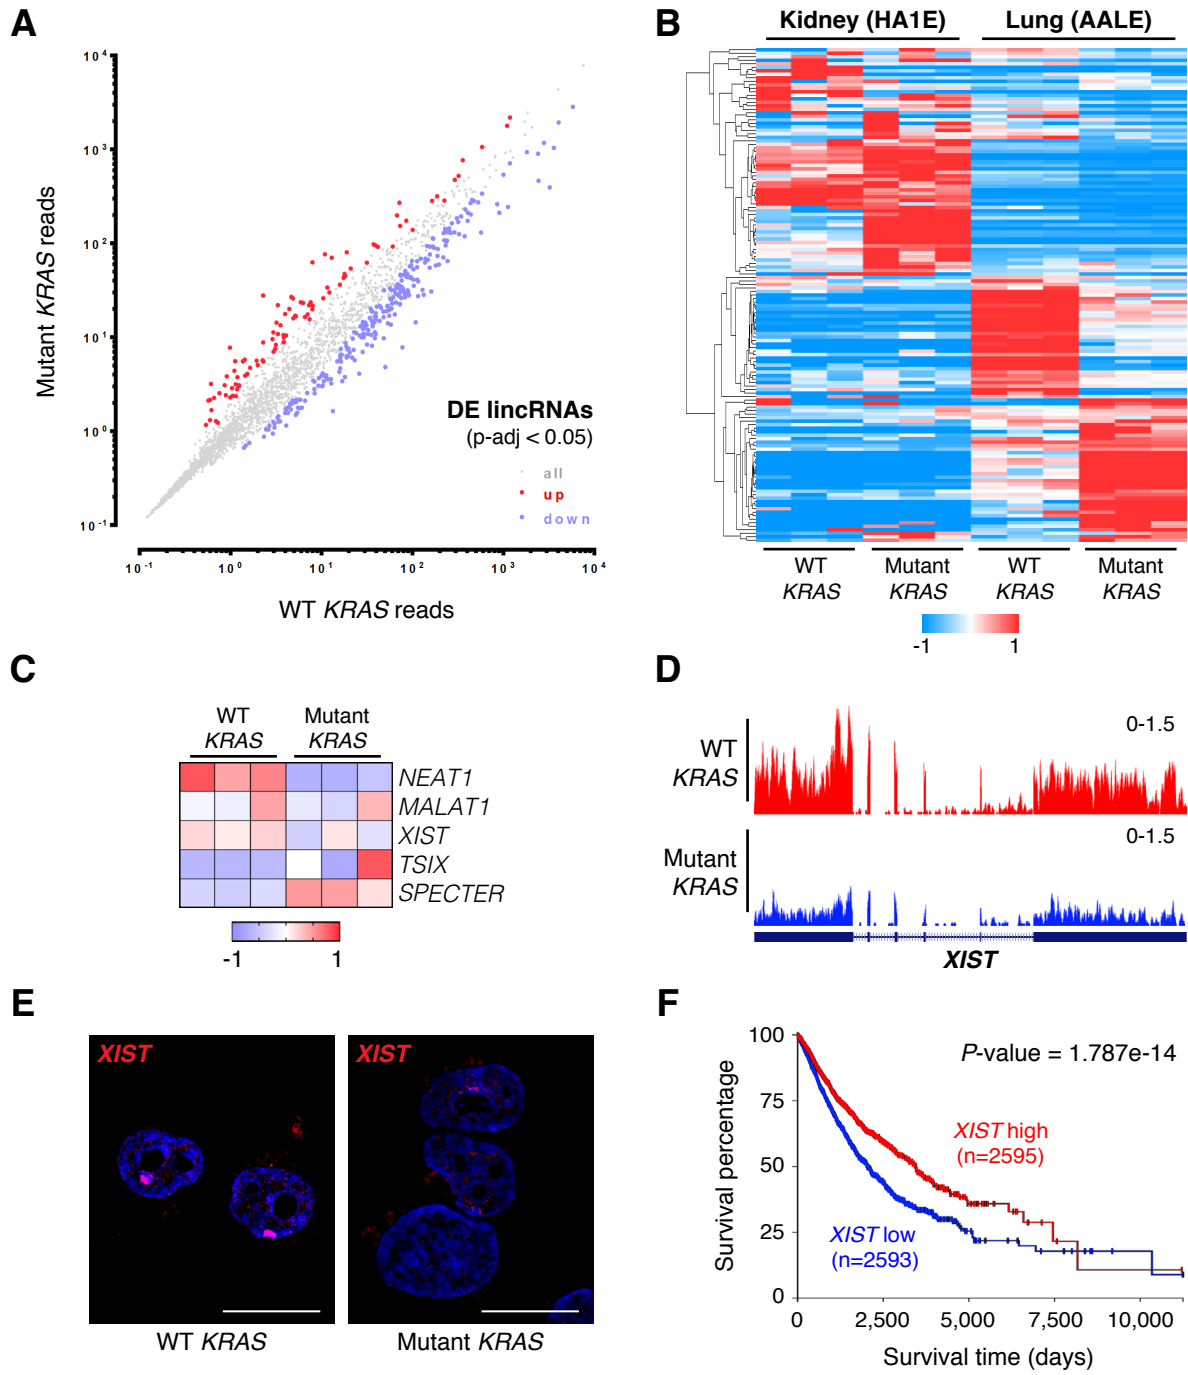 A
Mutant KRAS reads
10⁴
10³
10²
10¹
10⁰
10⁻¹
DE lincRNAs
(p-adj < 0.05)
all
up
down
10⁻¹ 10⁰ 10¹ 10² 10³ 10⁴
WT KRAS reads
B
Kidney (HA1E) Lung (AALE)
WT Mutant WT Mutant
KRAS KRAS KRAS KRAS
-1 1
C
WT Mutant
KRAS KRAS
NEAT1
MALAT1
XIST
TSIX
SPECTER
-1 1
D
0-1.5
WT
KRAS
0-1.5
Mutant
KRAS
XIST
E
XIST XIST
WT KRAS Mutant KRAS
F
Survival percentage
100
75
50
25
0
P-value = 1.787e-14
XIST high
(n=2595)
XIST low
(n=2593)
0 2,500 5,000 7,500 10,000
Survival time (days)